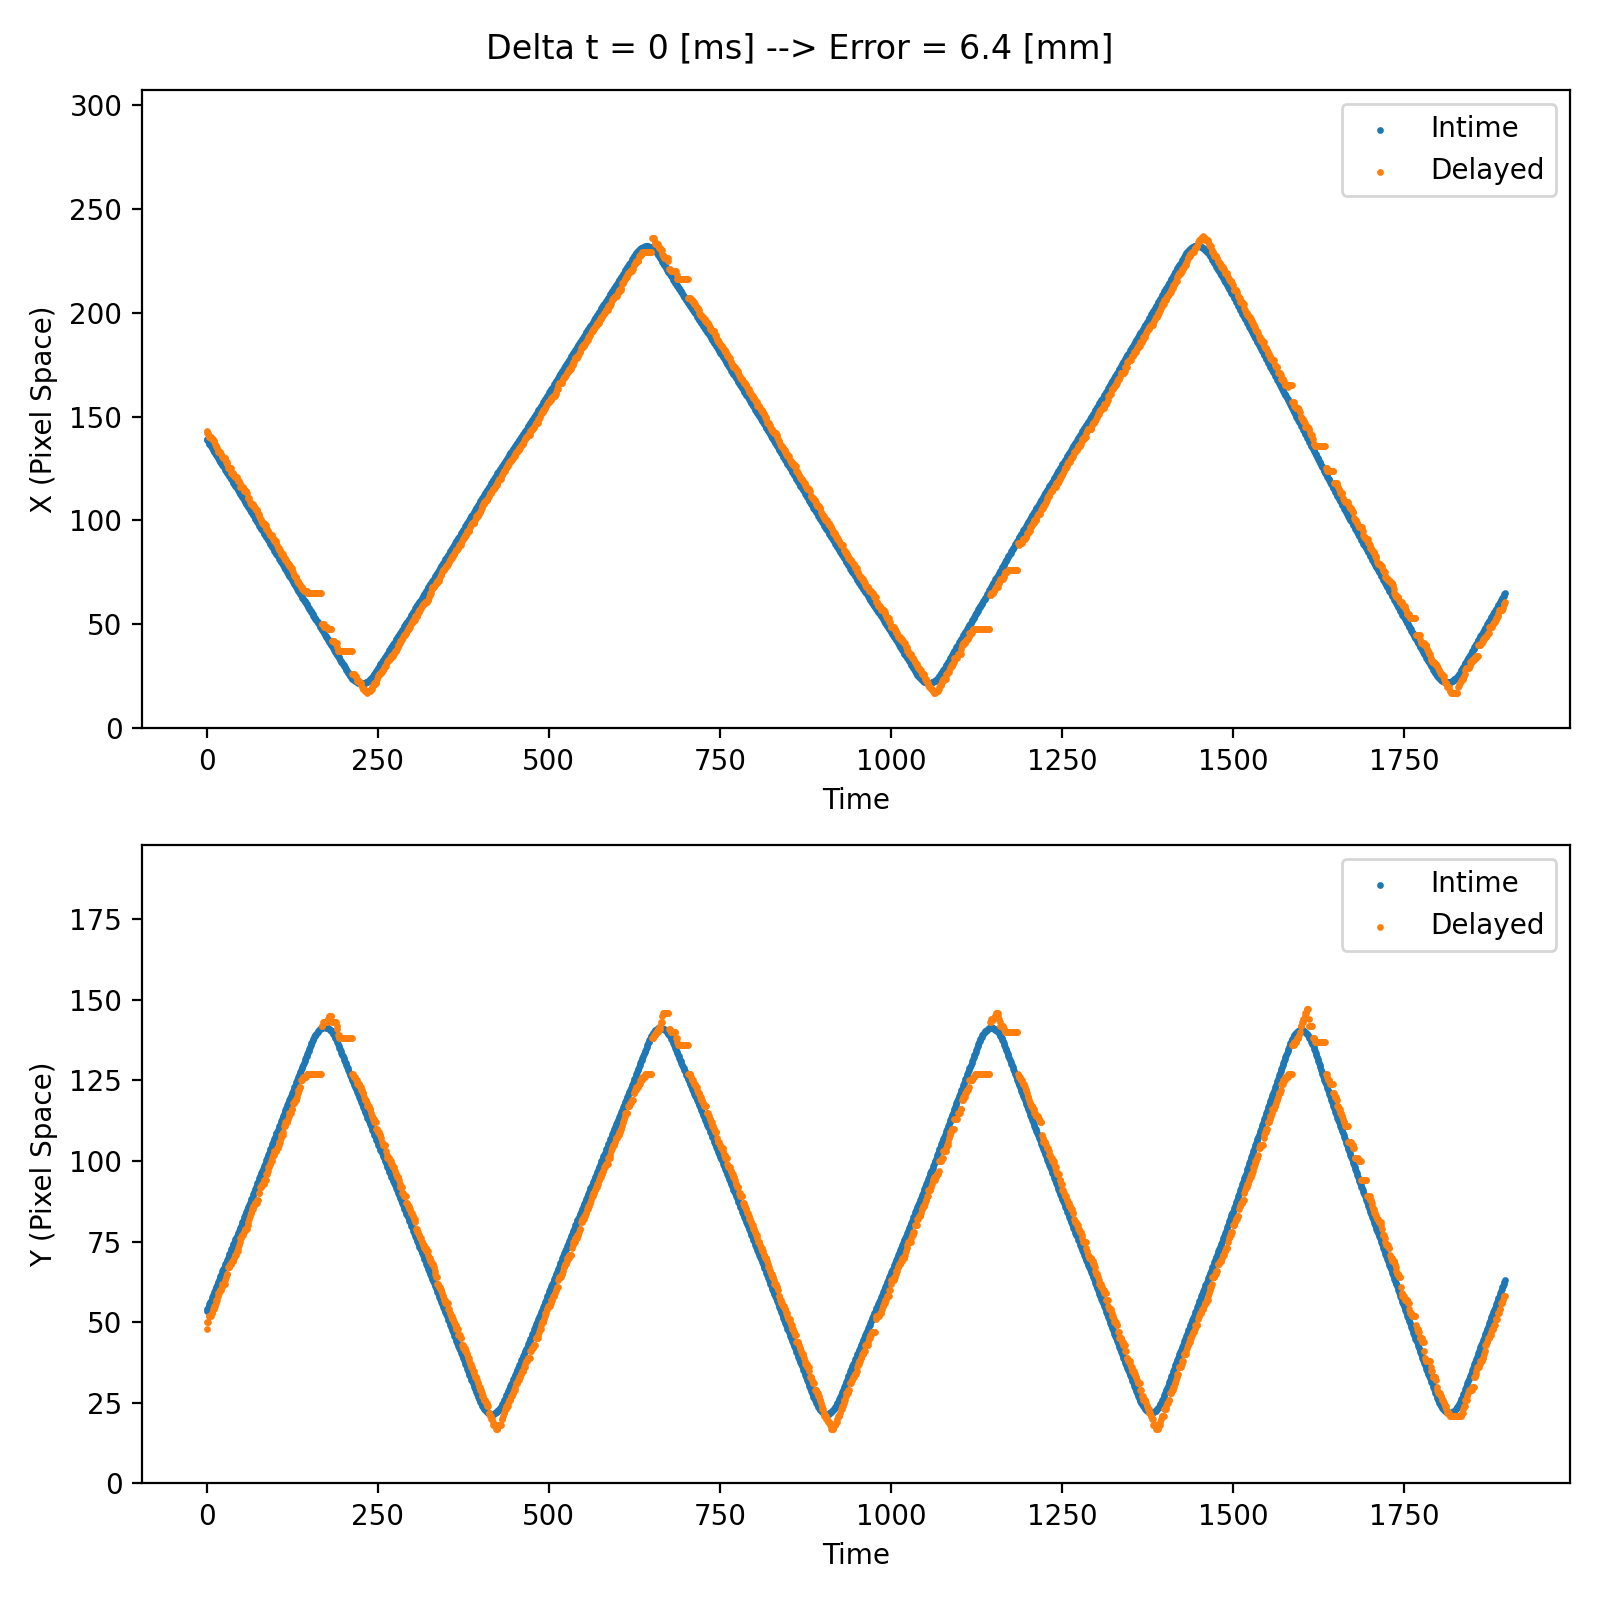 Delta t = 0 [ms] --> Error = 6.4 [mm]
300
250
200
150
100
50
0
X (Pixel Space)
Intime
Delayed
0 250 500 750 1000 1250 1500 1750
Time
175
150
125
100
75
50
25
0
Y (Pixel Space)
Intime
Delayed
0 250 500 750 1000 1250 1500 1750
Time